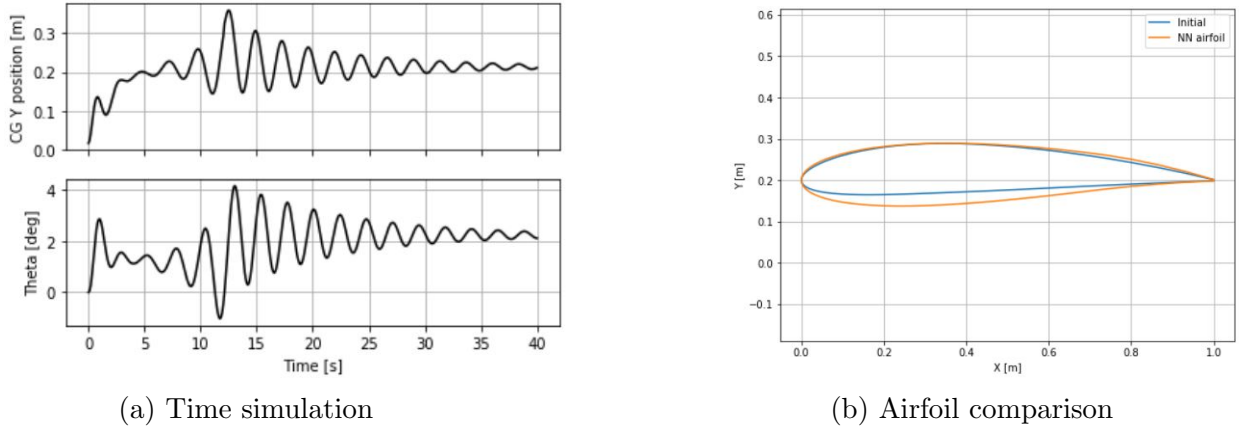 CG Y position [m]
0.3
0.2
0.1
0.0
Theta [deg]
4
2
0
0 5 10 15 20 25 30 35 40
Time [s]
(a) Time simulation
Initial
NN airfoil
Y [m]
0.6
0.5
0.4
0.3
0.2
0.1
0.0
−0.1
0.0 0.2 0.4 0.6 0.8 1.0
X [m]
(b) Airfoil comparison